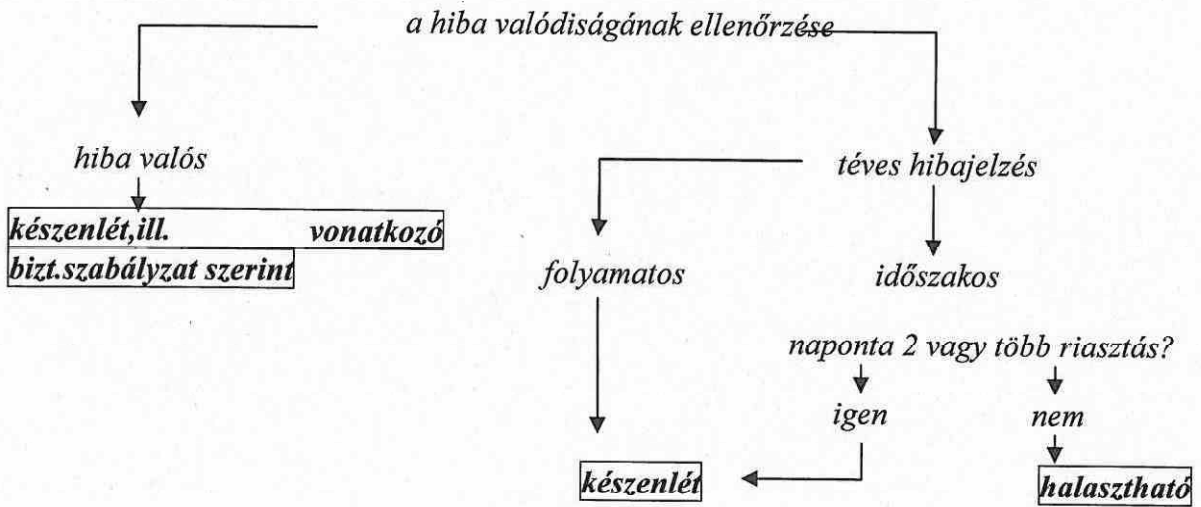 a hiba valódiságának ellenőrzése
hiba valós
téves hibajelzés
készenlét,ill. vonatkozó
bizt.szabályzat szerint
folyamatos
időszakos
naponta 2 vagy több riasztás?
igen
nem
készenlét
halasztható